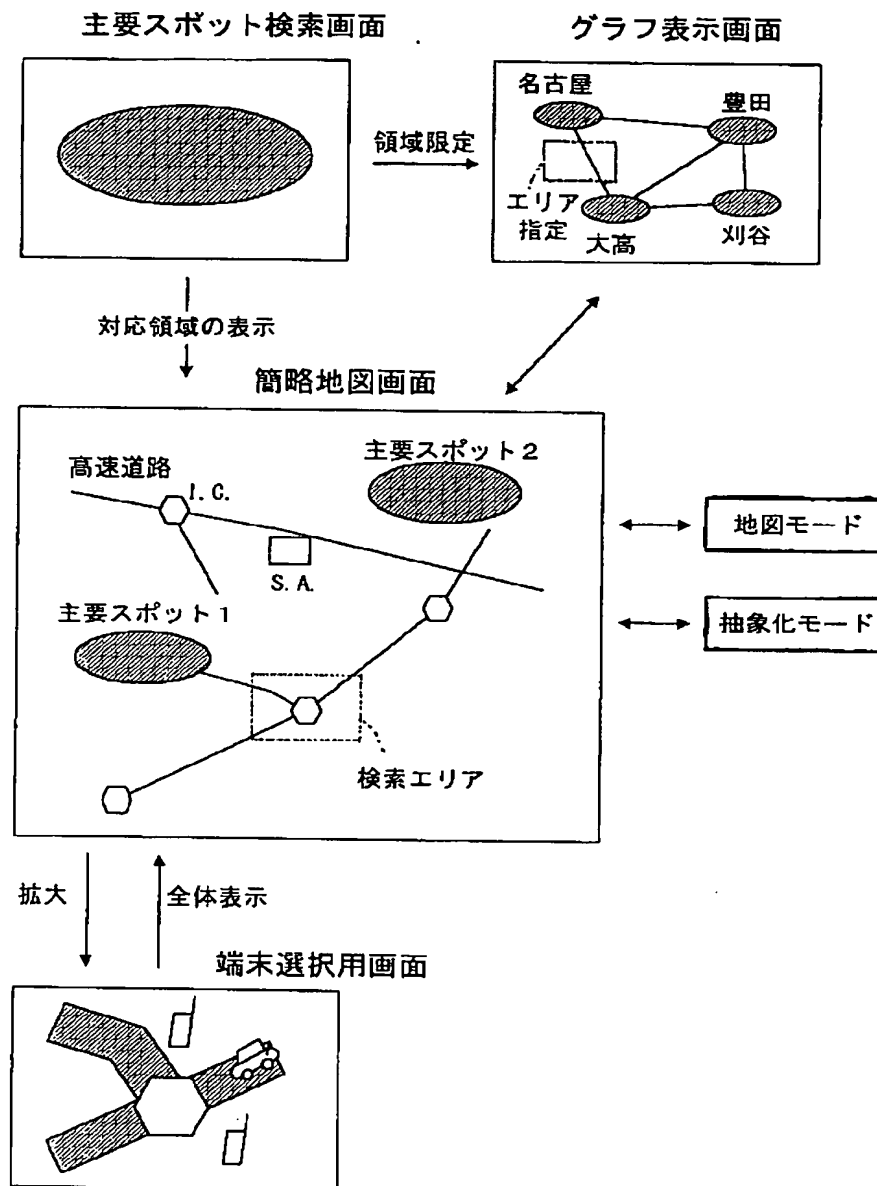 主要スポット検索画面
グラフ表示画面
名古屋
豊田
領域限定
エリア
指定
大高
刈谷
対応領域の表示
簡略地図画面
主要スポット2
高速道路
I.C.
地図モード
S.A.
主要スポット1
抽象化モード
検索エリア
拡大
全体表示
端末選択用画面